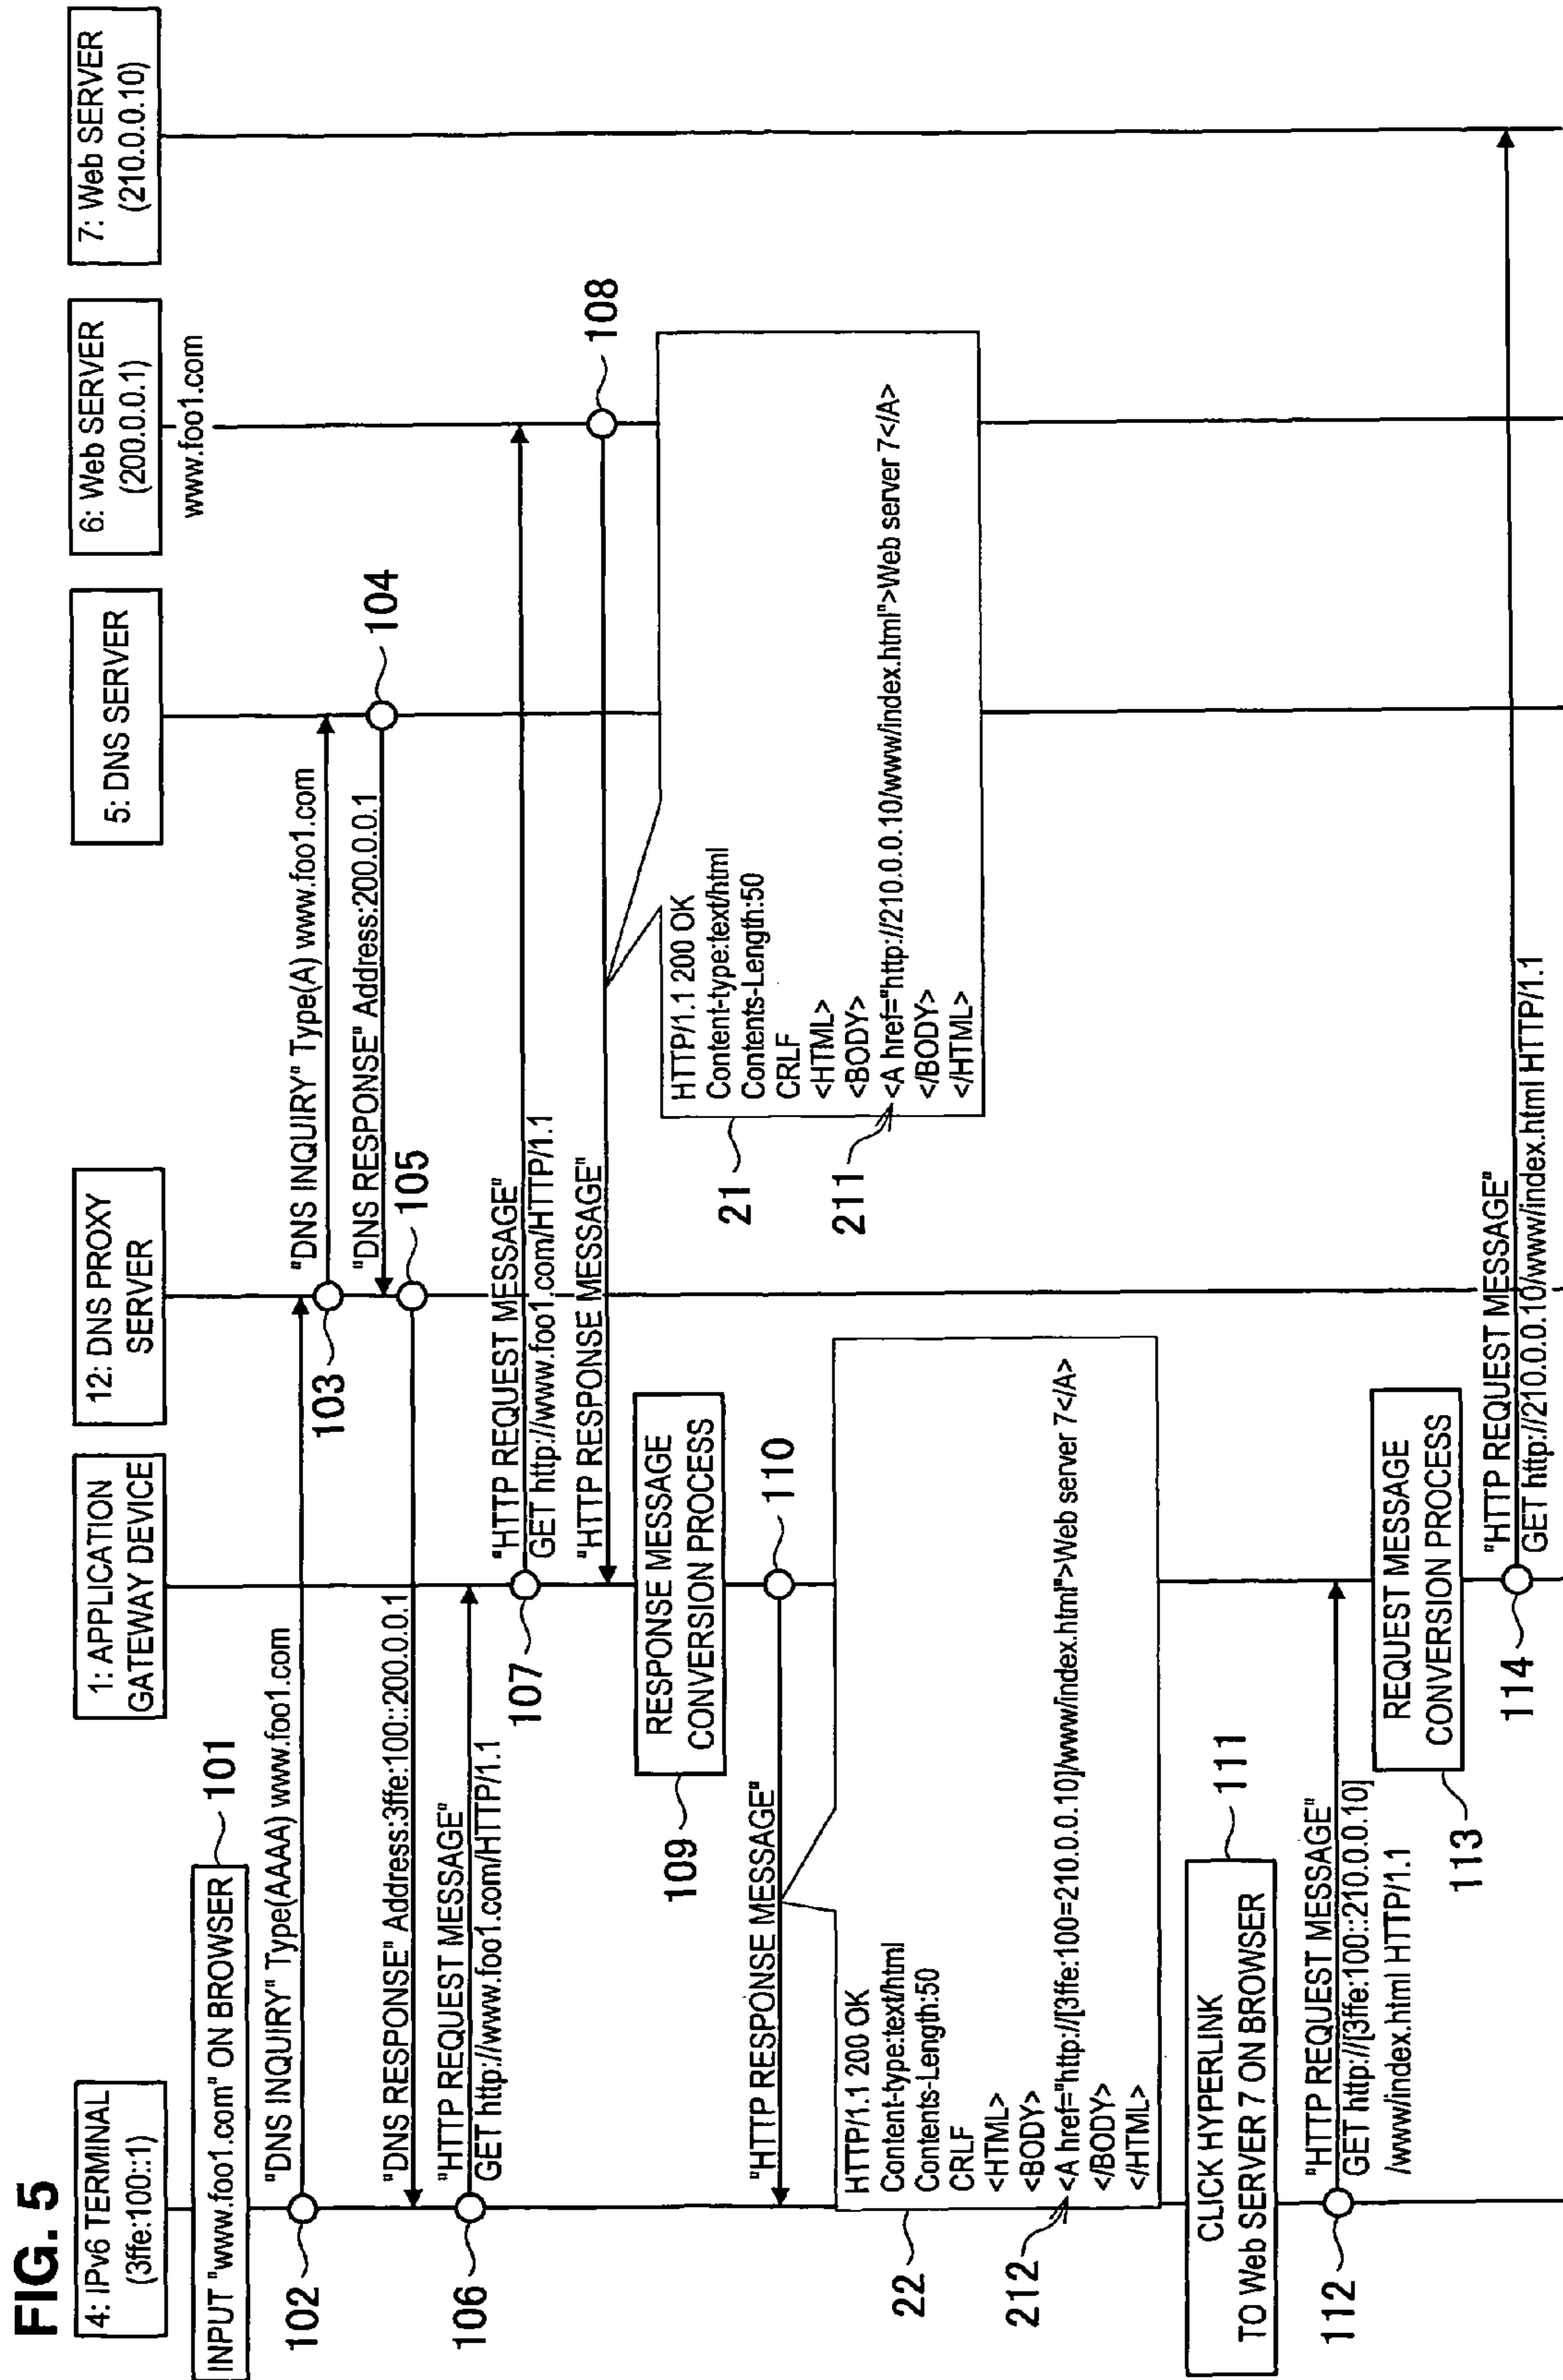 FIG. 5
4: IPv6 TERMINAL
(3ffe:100::1)
1: APPLICATION
GATEWAY DEVICE
12: DNS PROXY
SERVER
5: DNS SERVER
6: Web SERVER
(200.0.0.1)
www.foo1.com
7: Web SERVER
(210.0.0.10)
INPUT "www.foo1.com" ON BROWSER
101
"DNS INQUIRY" Type(AAAA) www.foo1.com
102
103
"DNS INQUIRY" Type(A) www.foo1.com
104
"DNS RESPONSE" Address:200.0.0.1
105
"DNS RESPONSE" Address:3ffe:100::200.0.0.1
"HTTP REQUEST MESSAGE"
GET http://www.foo1.com/HTTP/1.1
106
107
"HTTP REQUEST MESSAGE"
GET http://www.foo1.com/HTTP/1.1
108
"HTTP RESPONSE MESSAGE"
HTTP/1.1 200 OK
Content-type:text/html
Contents-Length:50
CRLF
<HTML>
<BODY>
<A href="http://210.0.0.10/www/index.html">Web server 7</A>
</BODY>
</HTML>
21
211
RESPONSE MESSAGE
CONVERSION PROCESS
109
110
"HTTP RESPONSE MESSAGE"
HTTP/1.1 200 OK
Content-type:text/html
Contents-Length:50
CRLF
<HTML>
<BODY>
<A href="http://[3ffe:100=210.0.0.10]/www/index.html">Web server 7</A>
</BODY>
</HTML>
22
212
CLICK HYPERLINK
TO Web SERVER 7 ON BROWSER
111
"HTTP REQUEST MESSAGE"
GET http://[3ffe:100::210.0.0.10]
/www/index.html HTTP/1.1
112
REQUEST MESSAGE
CONVERSION PROCESS
113
114
"HTTP REQUEST MESSAGE"
GET http://210.0.0.10/www/index.html HTTP/1.1